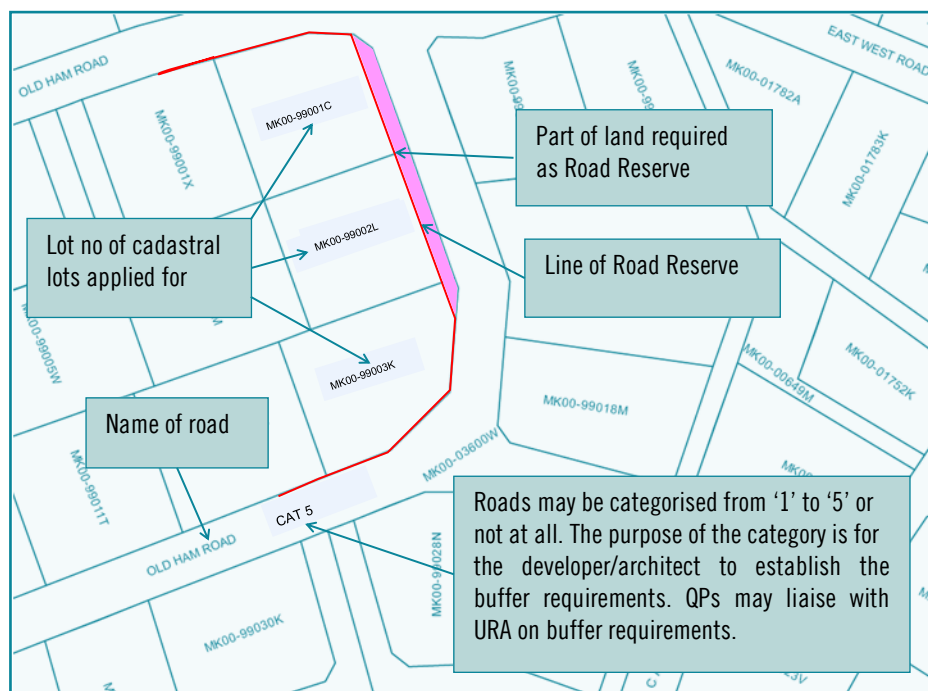 OLD HAM ROAD
EAST WEST ROAD
MK00-01782A
MK00-01783K
MK00-99001C
MK00-99001X
Part of land required
as Road Reserve
Lot no of cadastral
lots applied for
MK00-99002L
Line of Road Reserve
MK00-99005W
MK00-99003K
MK00-00649M
MK00-01752K
MK00-99018M
Name of road
MK00-03600W
MK00-99011T
CAT 5
OLD HAM ROAD
MK00-99028N
Roads may be categorised from ‘1’ to ‘5’ or
not at all. The purpose of the category is for
the developer/architect to establish the
buffer requirements. QPs may liaise with
URA on buffer requirements.
MK00-99030K